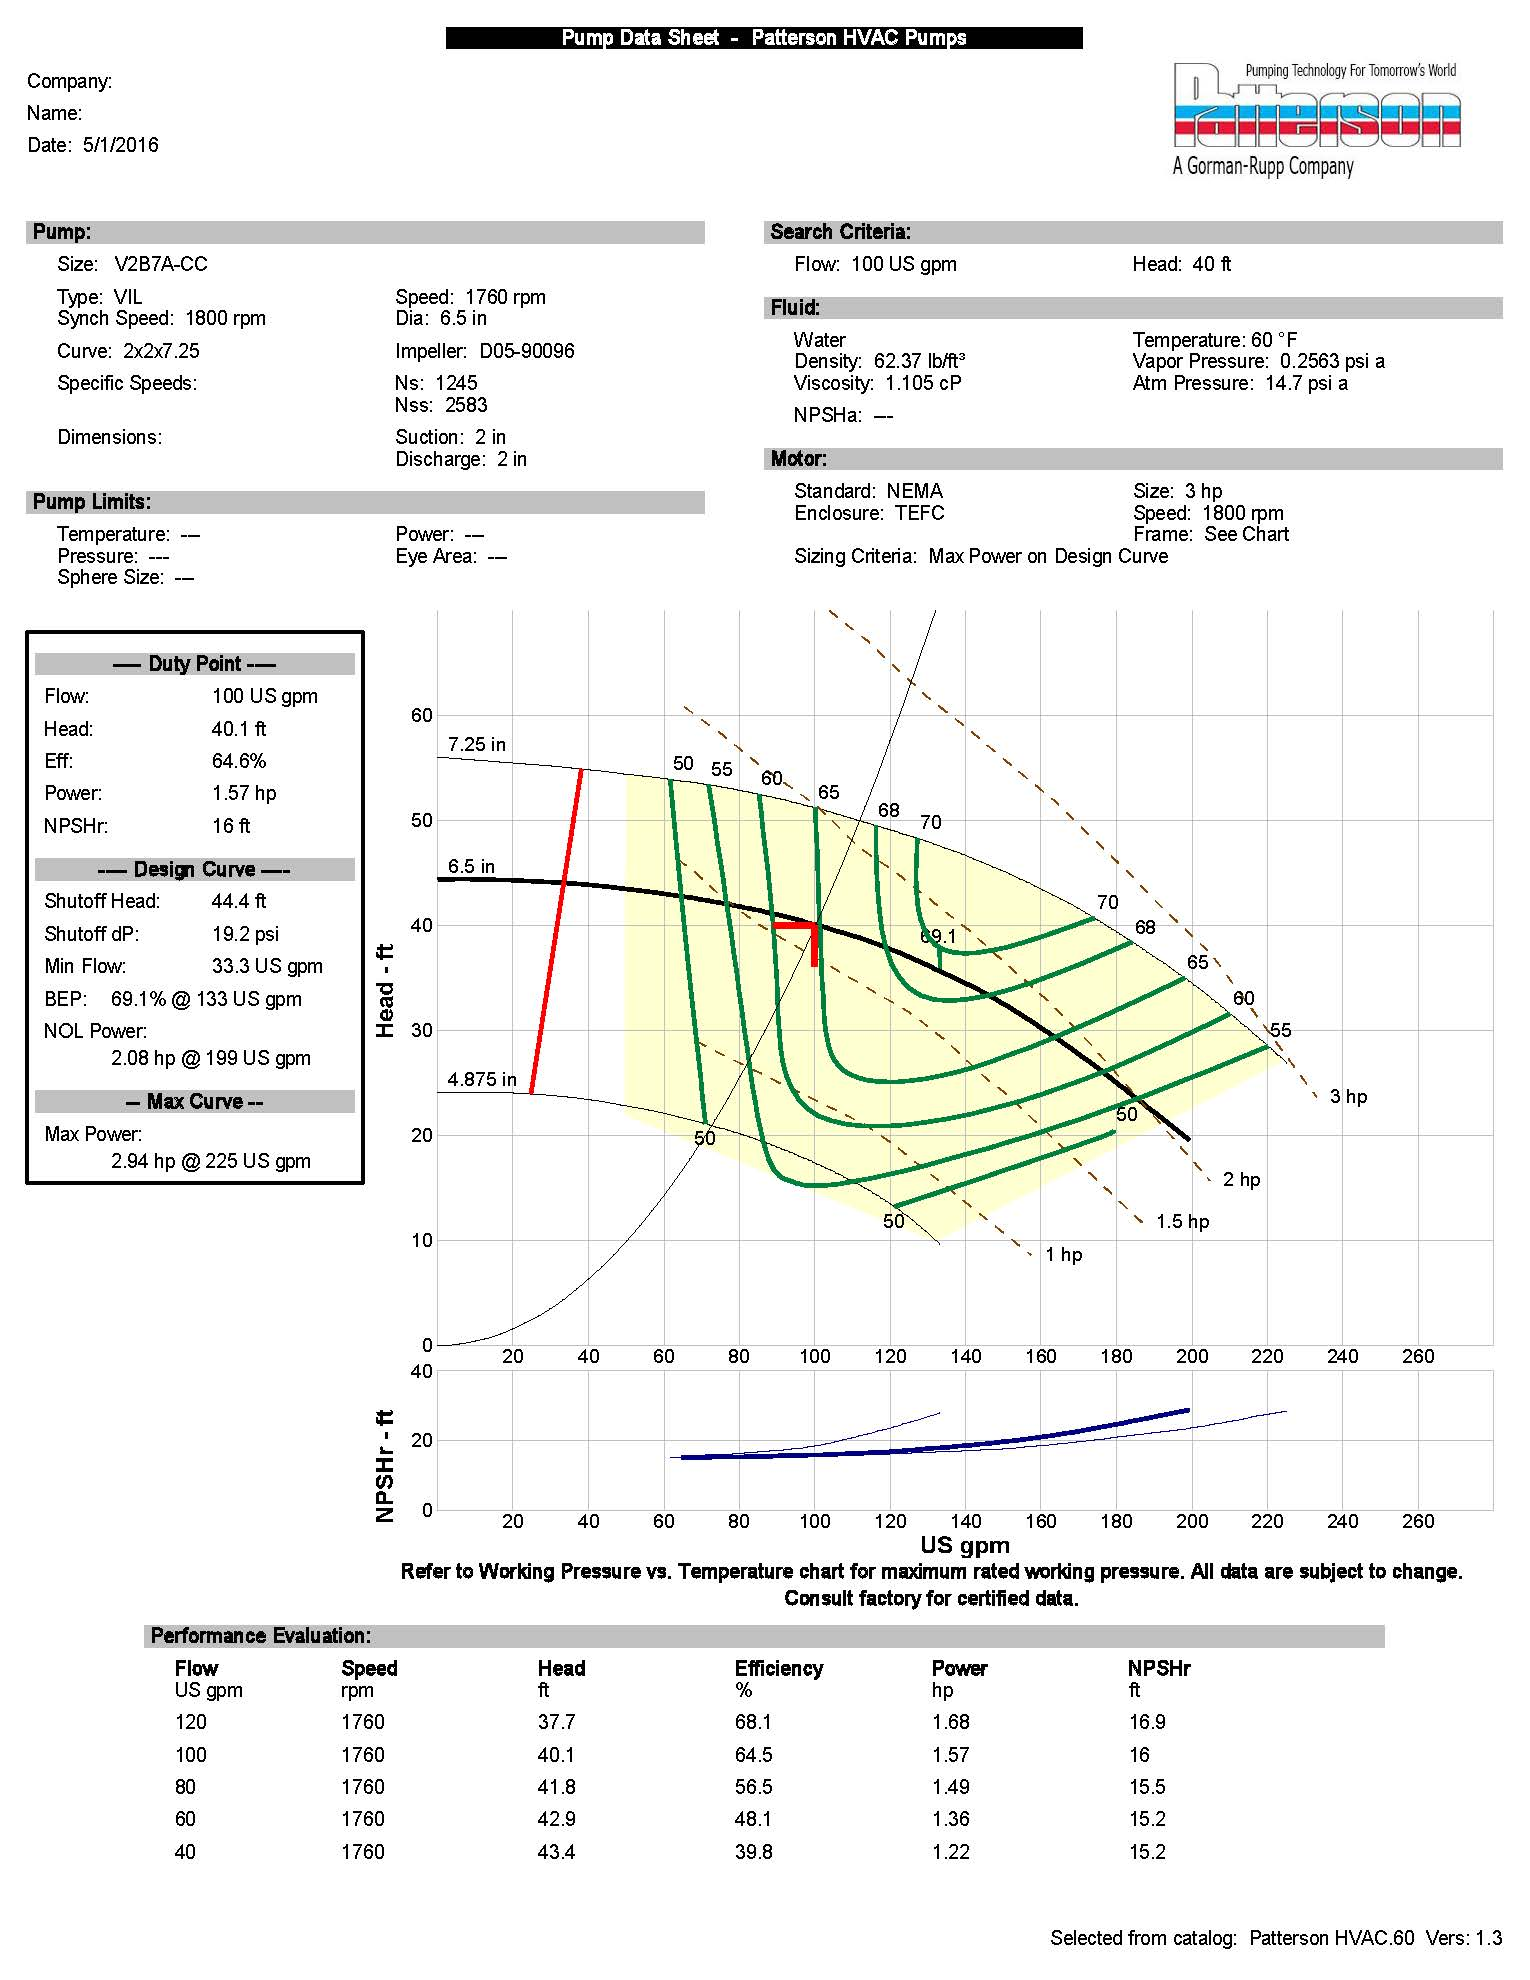 Pump Data Sheet - Patterson HVAC Pumps
Company:
Name:
Date: 5/1/2016
Pumping Technology For Tomorrow's World
Patterson
A Gorman-Rupp Company
Pump:
Size: V2B7A-CC
Type: VIL Speed: 1760 rpm
Synch Speed: 1800 rpm Dia: 6.5 in
Curve: 2x2x7.25 Impeller: D05-90096
Specific Speeds: Ns: 1245
Nss: 2583
Dimensions: Suction: 2 in
Discharge: 2 in
Pump Limits:
Temperature: --- Power: ---
Pressure: --- Eye Area: ---
Sphere Size: ---
Search Criteria:
Flow: 100 US gpm Head: 40 ft
Fluid:
Water Temperature: 60 °F
Density: 62.37 lb/ft³ Vapor Pressure: 0.2563 psi a
Viscosity: 1.105 cP Atm Pressure: 14.7 psi a
NPSHa: ---
Motor:
Standard: NEMA Size: 3 hp
Enclosure: TEFC Speed: 1800 rpm
Frame: See Chart
Sizing Criteria: Max Power on Design Curve
---- Duty Point ----
Flow: 100 US gpm
Head: 40.1 ft
Eff: 64.6%
Power: 1.57 hp
NPSHr: 16 ft
---- Design Curve ----
Shutoff Head: 44.4 ft
Shutoff dP: 19.2 psi
Min Flow: 33.3 US gpm
BEP: 69.1% @ 133 US gpm
NOL Power:
2.08 hp @ 199 US gpm
-- Max Curve --
Max Power:
2.94 hp @ 225 US gpm
Head - ft
60
50
40
30
20
10
0
7.25 in
6.5 in
4.875 in
50 55 60 65 68 70
70
68
65
60
55
50
69.1
50
50
3 hp
2 hp
1.5 hp
1 hp
20 40 60 80 100 120 140 160 180 200 220 240 260
NPSHr - ft
40
20
0
20 40 60 80 100 120 140 160 180 200 220 240 260
US gpm
Refer to Working Pressure vs. Temperature chart for maximum rated working pressure. All data are subject to change.
Consult factory for certified data.
Performance Evaluation:
Flow Speed Head Efficiency Power NPSHr
US gpm rpm ft % hp ft
120 1760 37.7 68.1 1.68 16.9
100 1760 40.1 64.5 1.57 16
80 1760 41.8 56.5 1.49 15.5
60 1760 42.9 48.1 1.36 15.2
40 1760 43.4 39.8 1.22 15.2
Selected from catalog: Patterson HVAC.60 Vers: 1.3